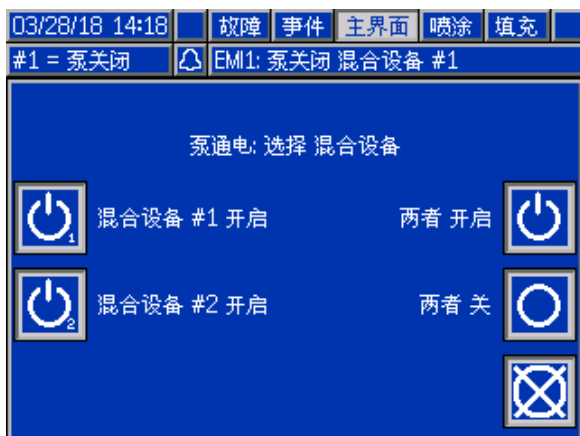 03/28/18 14:18 故障 事件 主界面 喷涂 填充
#1 = 泵关闭 EMI1: 泵关闭 混合设备 #1
泵通电: 选择 混合设备
混合设备 #1 开启 两者 开启
1
混合设备 #2 开启 两者 关
2